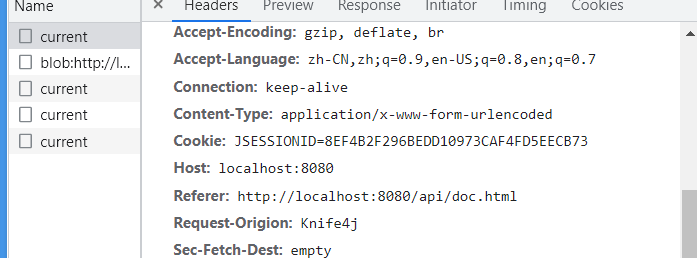 Name
× Headers Preview Response Initiator Timing Cookies
current
blob:http://l...
current
current
current
Accept-Encoding: gzip, deflate, br
Accept-Language: zh-CN,zh;q=0.9,en-US;q=0.8,en;q=0.7
Connection: keep-alive
Content-Type: application/x-www-form-urlencoded
Cookie: JSESSIONID=8EF4B2F296BEDD10973CAF4FD5EECB73
Host: localhost:8080
Referer: http://localhost:8080/api/doc.html
Request-Origion: Knife4j
Sec-Fetch-Dest: empty